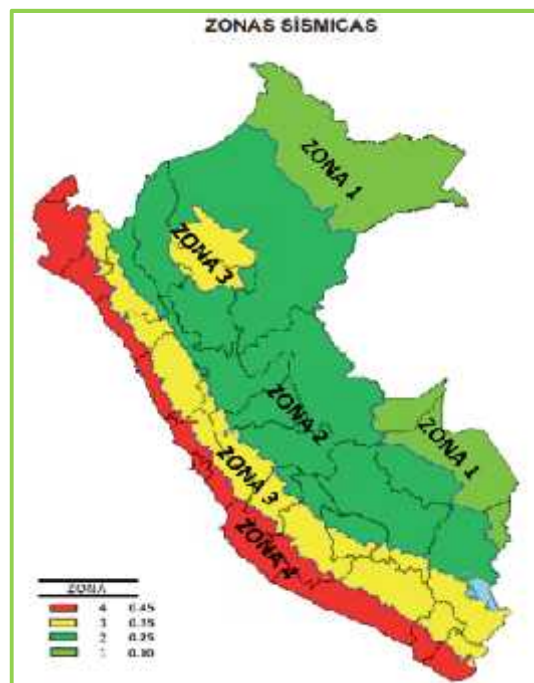 ZONAS SÍSMICAS
ZONA 1
ZONA 3
ZONA 2
ZONA 1
ZONA 3
ZONA 4
ZONA
4 0.45
3 0.35
2 0.25
1 0.10